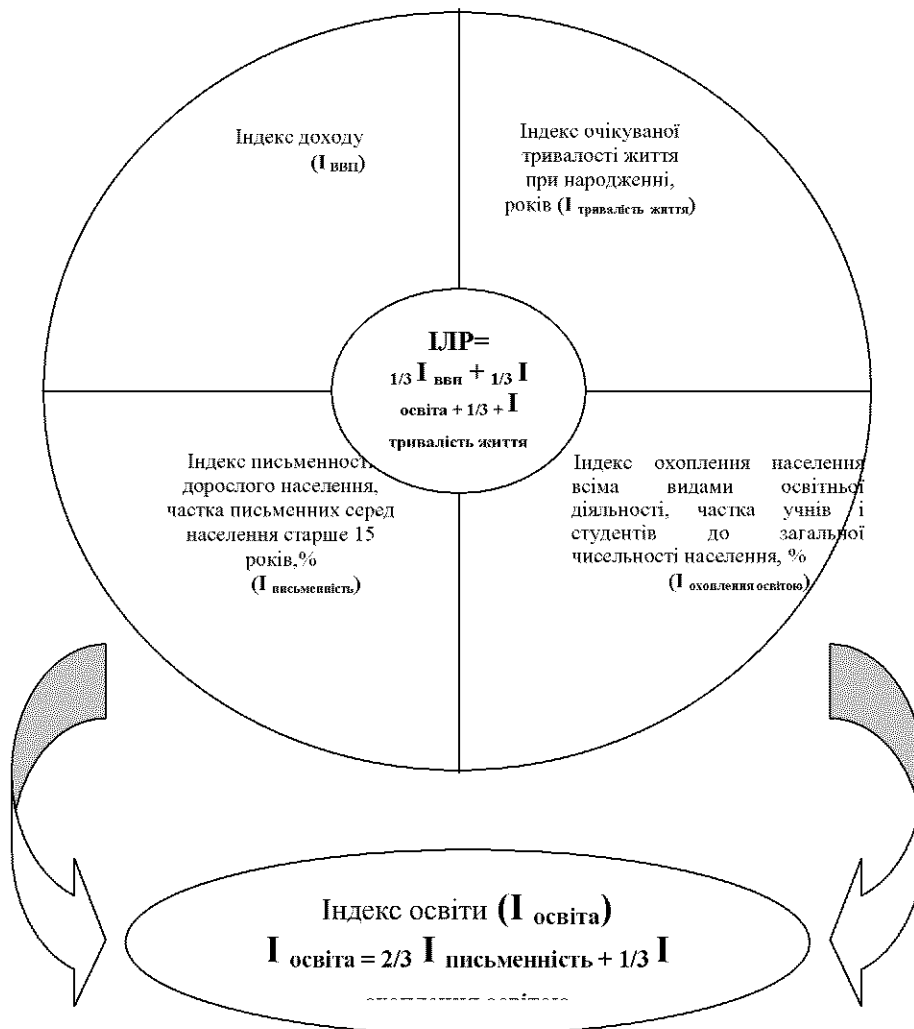 Індекс доходу
(І ввп)
Індекс очікуваної
тривалості життя
при народженні,
років (І тривалість життя)
ІЛР=
1/3 І ввп + 1/3 І
освіта + 1/3 + І
тривалість життя
Індекс письменност
дорослого населення,
частка письменних серед
населення старше 15
років,%
(І письменність)
Індекс охоплення населення
всіма видами освітньої
діяльності, частка учнів і
студентів до загальної
чисельності населення, %
(І охоплення освітою)
Індекс освіти (І освіта)
І освіта = 2/3 І письменність + 1/3 І